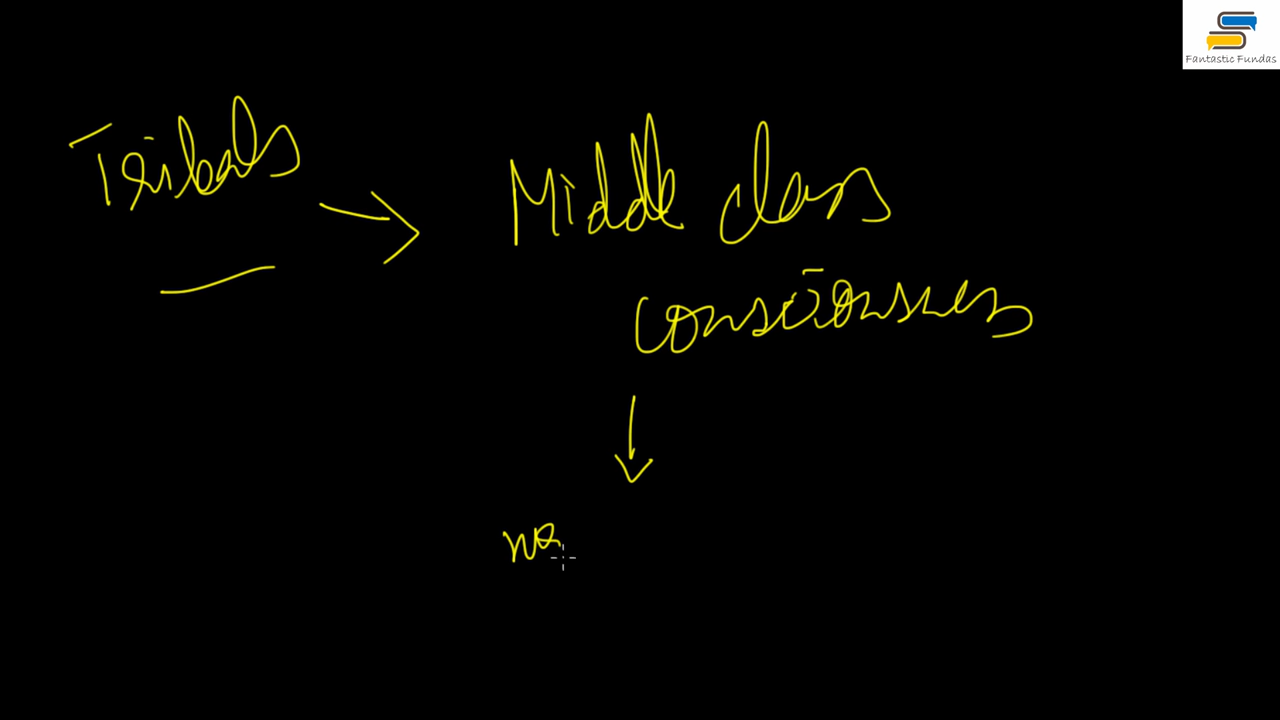 Fantastic Fundas
Tribals → Middle class
consciousness
↓